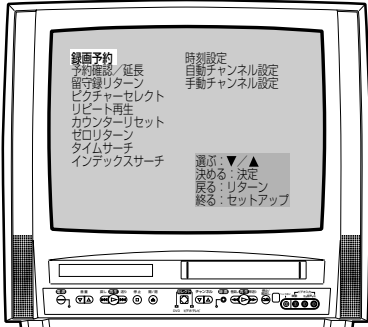 録画予約
予約確認／延長
留守録リターン
ピクチャーセレクト
リピート再生
カウンターリセット
ゼロリターン
タイムサーチ
インデックスサーチ
時刻設定
自動チャンネル設定
手動チャンネル設定
選ぶ：▼／▲
決める：決定
戻る：リターン
終る：セットアップ
チャンネル